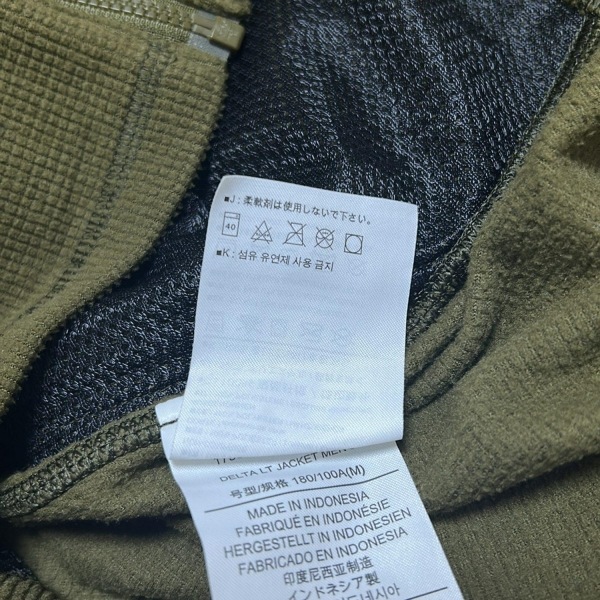 ■J : 柔軟剤は使用しないで下さい。
40
■K : 섬유 유연제 사용 금지
DELTA LT JACKET MEN
号型/规格 180/100A(M)
MADE IN INDONESIA
FABRIQUÉ EN INDONÉSIE
HERGESTELLT IN INDONESIEN
FABRICADO EN INDONESIA
印度尼西亚制造
インドネシア製